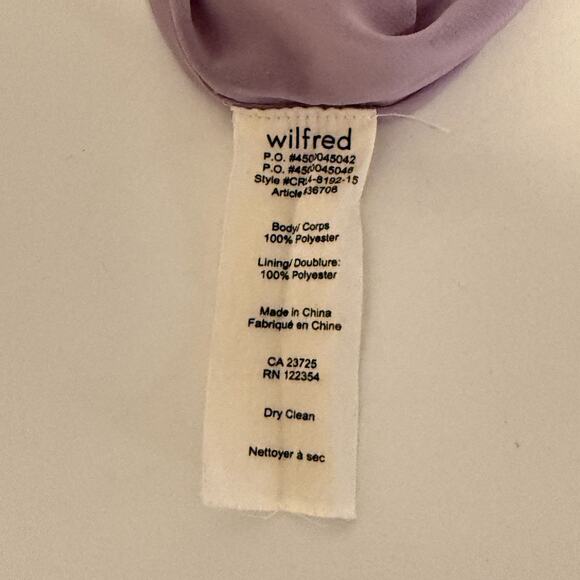 wilfred
P.O. #4500045042
P.O. #4500045046
Style
Article 36708
Body/ Corps
100% Polyester
Lining/ Doublure:
100% Polyester
Made in China
Fabriqué en Chine
CA 23725
RN 122354
Dry Clean
Nettoyer à sec